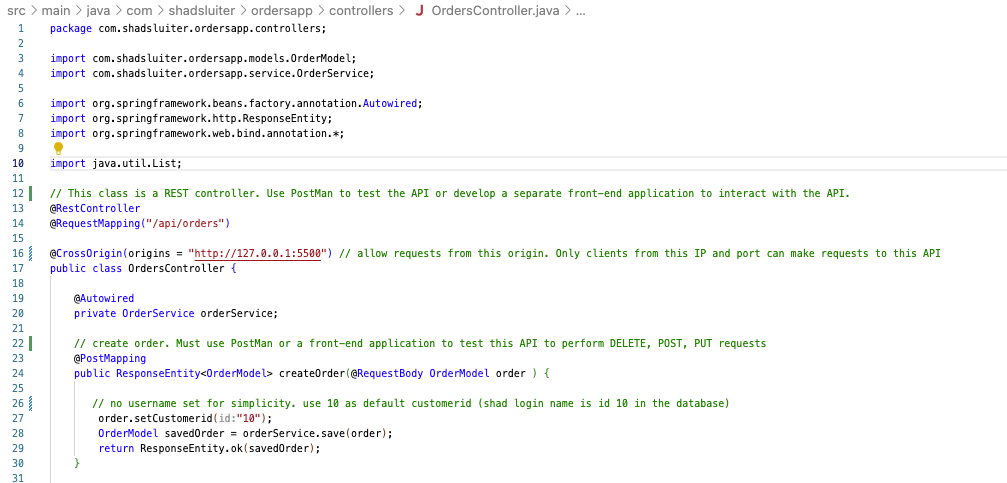 src > main > java > com > shadsluiter > ordersapp > controllers > J OrdersController.java > ...
1 package com.shadsluiter.ordersapp.controllers;
2
3 import com.shadsluiter.ordersapp.models.OrderModel;
4 import com.shadsluiter.ordersapp.service.OrderService;
5
6 import org.springframework.beans.factory.annotation.Autowired;
7 import org.springframework.http.ResponseEntity;
8 import org.springframework.web.bind.annotation.*;
9
10 import java.util.List;
11
12 // This class is a REST controller. Use PostMan to test the API or develop a separate front-end application to interact with the API.
13 @RestController
14 @RequestMapping("/api/orders")
15
16 @CrossOrigin(origins = "http://127.0.0.1:5500") // allow requests from this origin. Only clients from this IP and port can make requests to this API
17 public class OrdersController {
18
19 @Autowired
20 private OrderService orderService;
21
22 // create order. Must use PostMan or a front-end application to test this API to perform DELETE, POST, PUT requests
23 @PostMapping
24 public ResponseEntity<OrderModel> createOrder(@RequestBody OrderModel order ) {
25
26 // no username set for simplicity. use 10 as default customerid (shad login name is id 10 in the database)
27 order.setCustomerid(id:"10");
28 OrderModel savedOrder = orderService.save(order);
29 return ResponseEntity.ok(savedOrder);
30 }
31